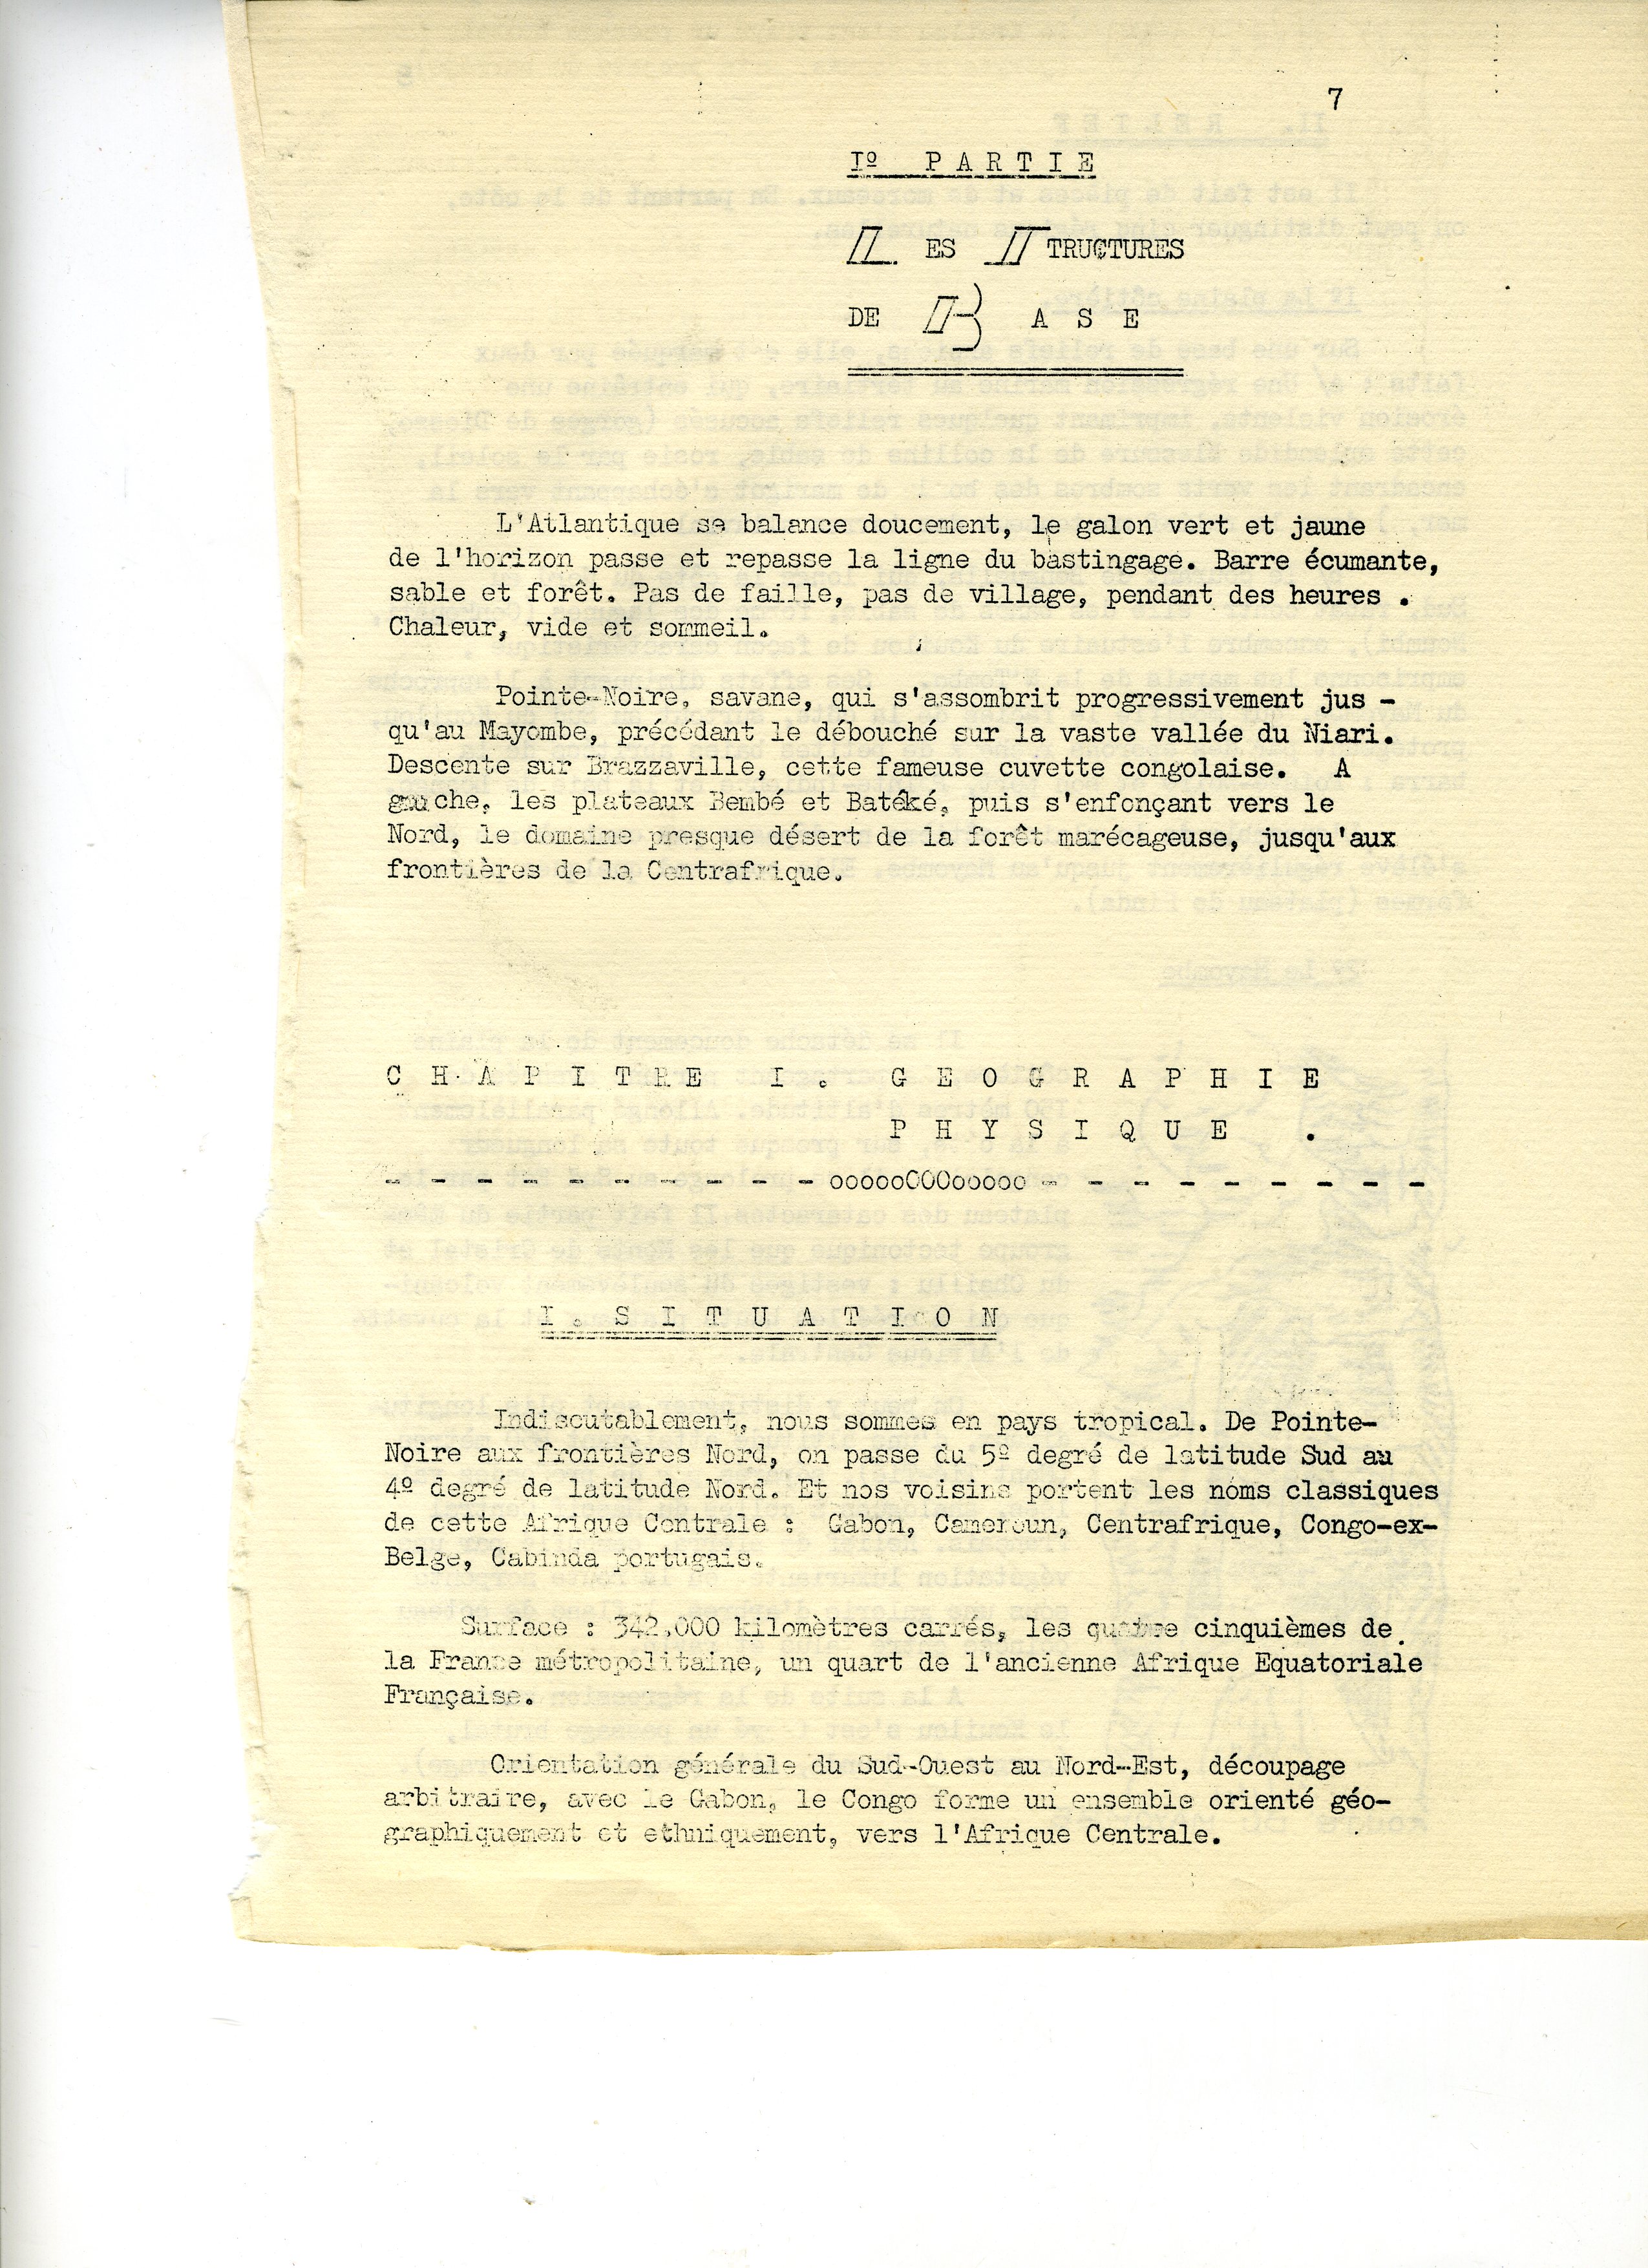 7
Iº PARTIE
LES STRUCTURES
DE BASE
L'Atlantique se balance doucement, le galon vert et jaune
de l'horizon passe et repasse la ligne du bastingage. Barre écumante,
sable et forêt. Pas de faille, pas de village, pendant des heures .
Chaleur, vide et sommeil.
Pointe-Noire, savane, qui s'assombrit progressivement jus -
qu'au Mayombe, précédant le débouché sur la vaste vallée du Niari.
Descente sur Brazzaville, cette fameuse cuvette congolaise. A
gauche, les plateaux Bembé et Batéké, puis s'enfonçant vers le
Nord, le domaine presque désert de la forêt marécageuse, jusqu'aux
frontières de la Centrafrique.
CHAPITRE I. GEOGRAPHIE
PHYSIQUE .
- - - - - - - - - - oooooOOOooooo - - - - - - - - -
I. SITUATION
Indiscutablement, nous sommes en pays tropical. De Pointe-
Noire aux frontières Nord, on passe du 5º degré de latitude Sud au
4º degré de latitude Nord. Et nos voisins portent les noms classiques
de cette Afrique Centrale : Gabon, Cameroun, Centrafrique, Congo-ex-
Belge, Cabinda portugais.
Surface : 342.000 kilomètres carrés, les quatre cinquièmes de
la France métropolitaine, un quart de l'ancienne Afrique Equatoriale
Française.
Orientation générale du Sud-Ouest au Nord-Est, découpage
arbitraire, avec le Gabon, le Congo forme un ensemble orienté géo-
graphiquement et ethniquement, vers l'Afrique Centrale.